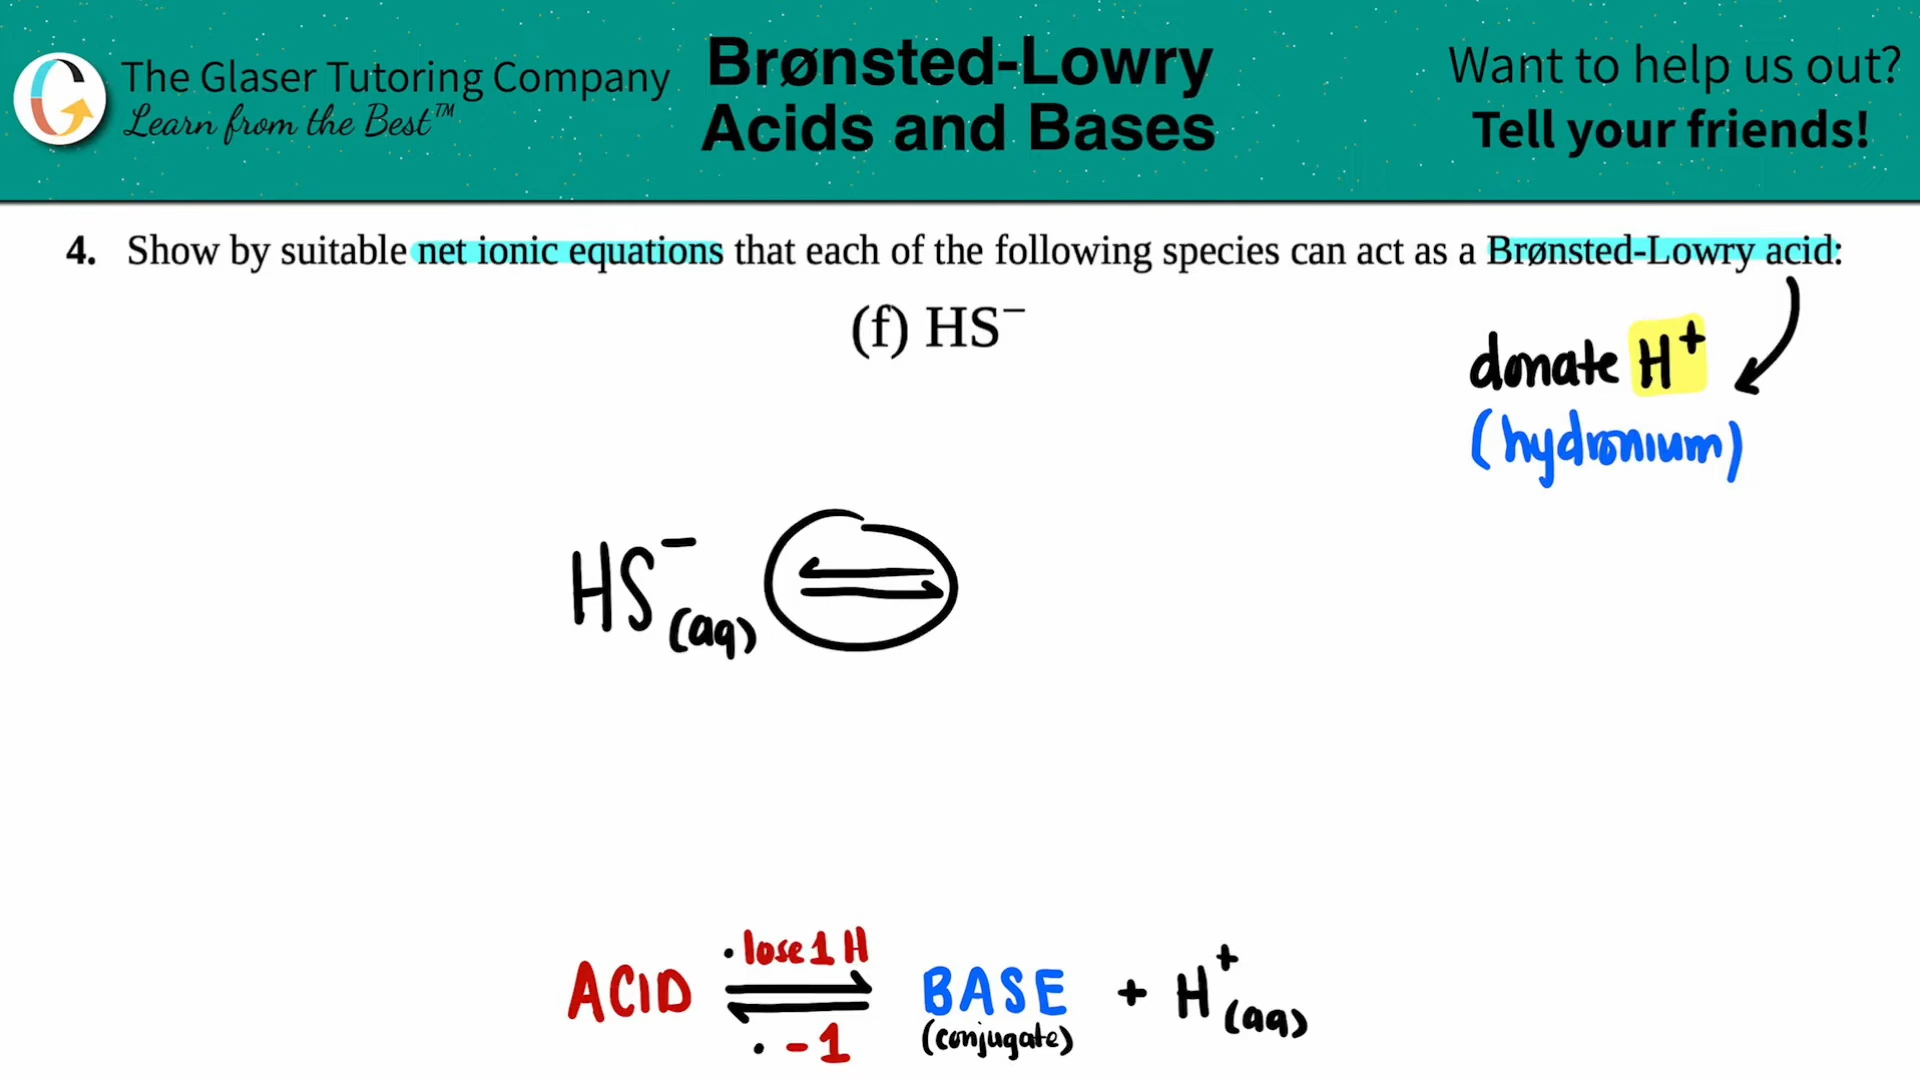 The Glaser Tutoring Company
Learn from the Best™
Brønsted-Lowry
Acids and Bases
Want to help us out?
Tell your friends!
4. Show by suitable net ionic equations that each of the following species can act as a Brønsted-Lowry acid:
(f) HS⁻
donate H⁺
(hydronium)
HS⁻(aq) ⇌
• lose 1 H
ACID ⇌ BASE + H⁺(aq)
• -1 (conjugate)